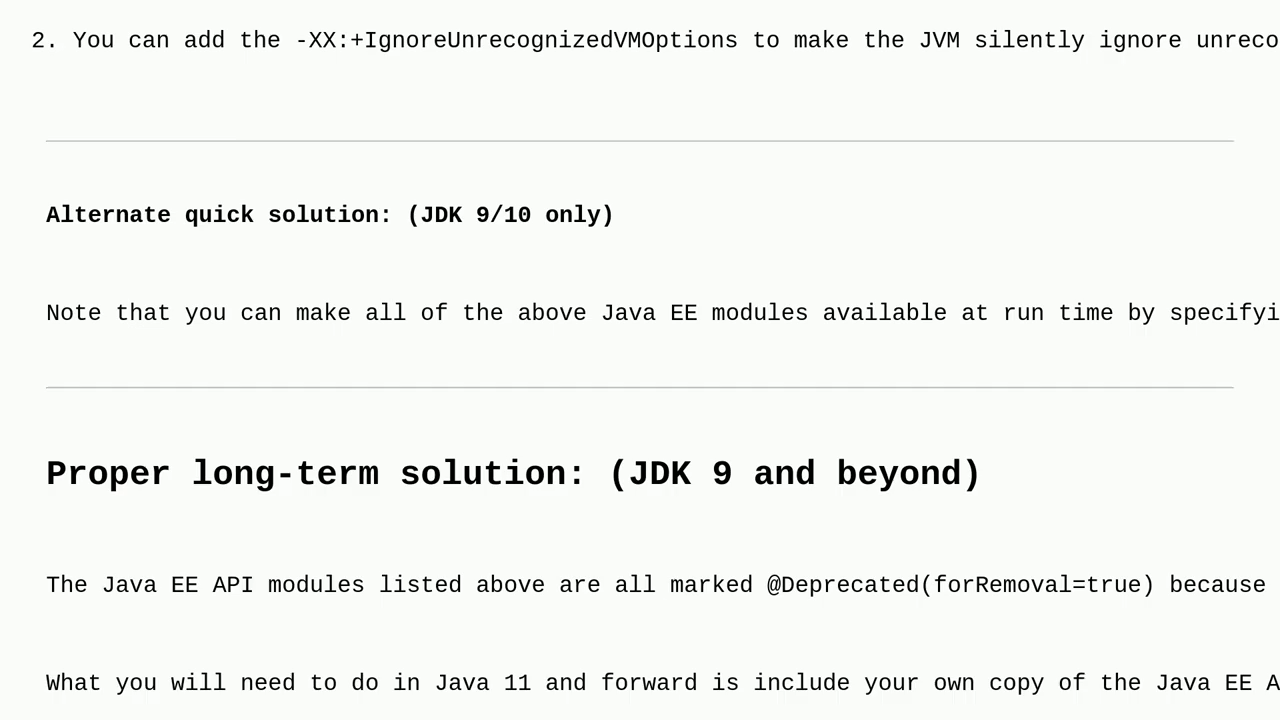 2. You can add the -XX:+IgnoreUnrecognizedVMOptions to make the JVM silently ignore
Alternate quick solution: (JDK 9/10 only)
Note that you can make all of the above Java EE modules available at run time by
Proper long-term solution: (JDK 9 and beyond)
The Java EE API modules listed above are all marked @Deprecated(forRemoval=true) because
What you will need to do in Java 11 and forward is include your own copy of the Java EE